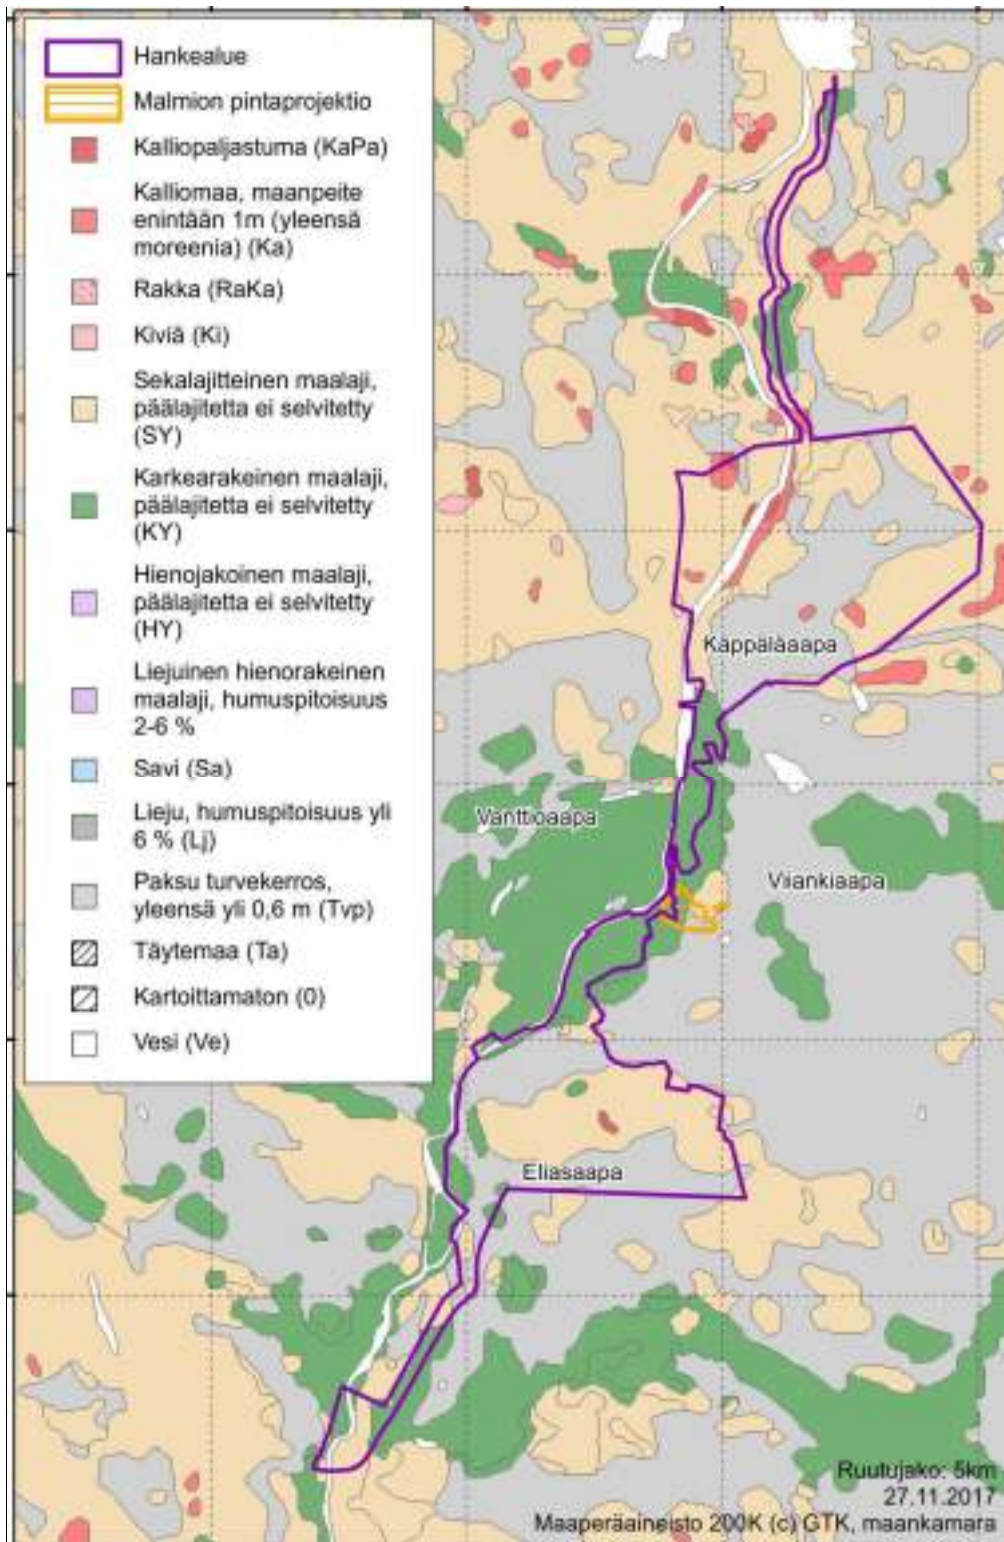 Hankealue
Malmion pintaprojektio
Kalliopaljastuma (KaPa)
Kalliomaa, maanpeite
enintään 1m (yleensä
moreenia) (Ka)
Rakka (RaKa)
Kiviä (Ki)
Sekalajitteinen maalaji,
päälajitetta ei selvitetty
(SY)
Karkearakeinen maalaji,
päälajitetta ei selvitetty
(KY)
Hienojakoinen maalaji,
päälajitetta ei selvitetty
(HY)
Liejuinen hienorakeinen
maalaji, humuspitoisuus
2-6 %
Savi (Sa)
Lieju, humuspitoisuus yli
6 % (Lj)
Paksu turvekerros,
yleensä yli 0,6 m (Tvp)
Täytemaa (Ta)
Kartoittamaton (0)
Vesi (Ve)
Käppäläaapa
Vanttioaapa
Viiankiaapa
Eliasaapa
Ruutujako: 5km
27.11.2017
Maaperäaineisto 200K (c) GTK, maankamara